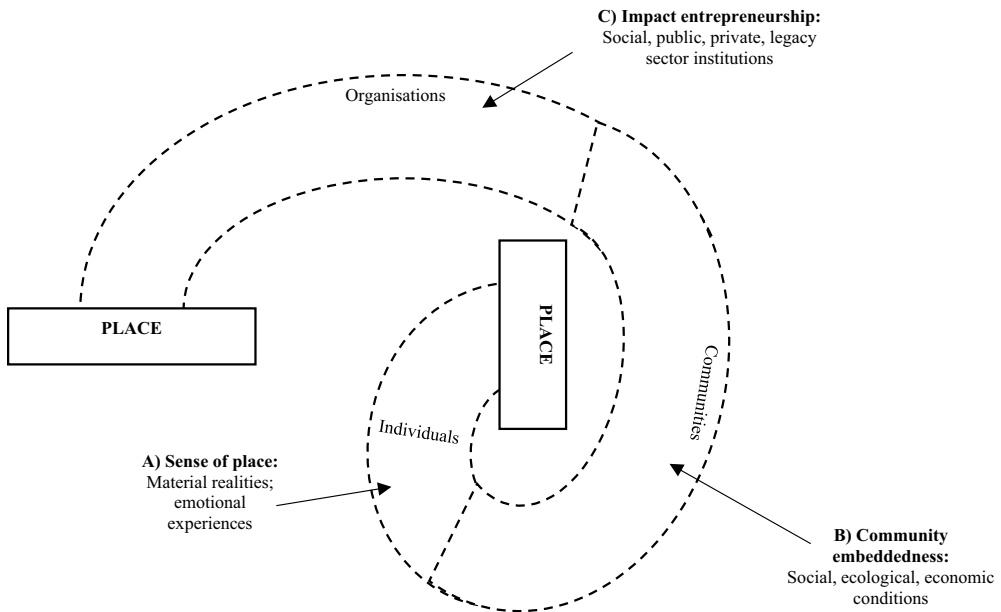 C) Impact entrepreneurship:
Social, public, private, legacy
sector institutions
Organisations
PLACE
PLACE
Communities
Individuals
A) Sense of place:
Material realities;
emotional
experiences
B) Community
embeddedness:
Social, ecological, economic
conditions